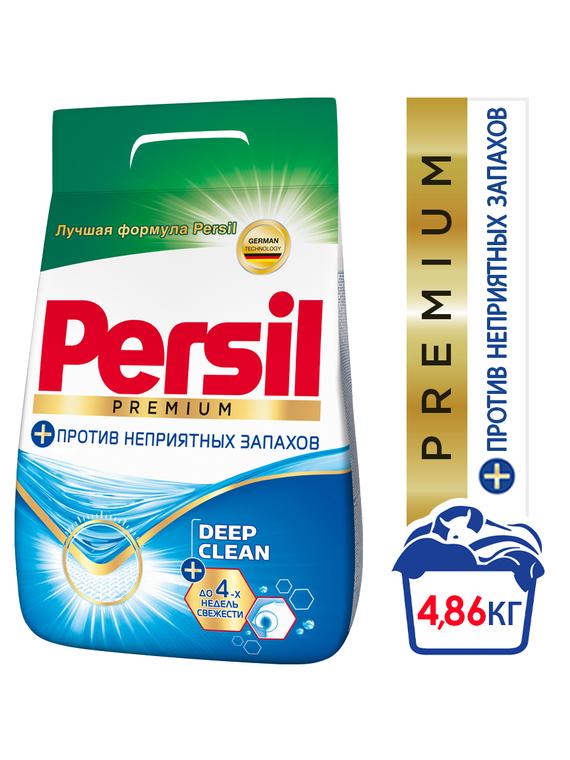 Лучшая формула Persil
GERMAN
TECHNOLOGY
Persil
PREMIUM
+ ПРОТИВ НЕПРИЯТНЫХ ЗАПАХОВ
DEEP
CLEAN
+
ДО 4-х
НЕДЕЛЬ
СВЕЖЕСТИ
PREMIUM
+ ПРОТИВ НЕПРИЯТНЫХ ЗАПАХОВ
4,86КГ